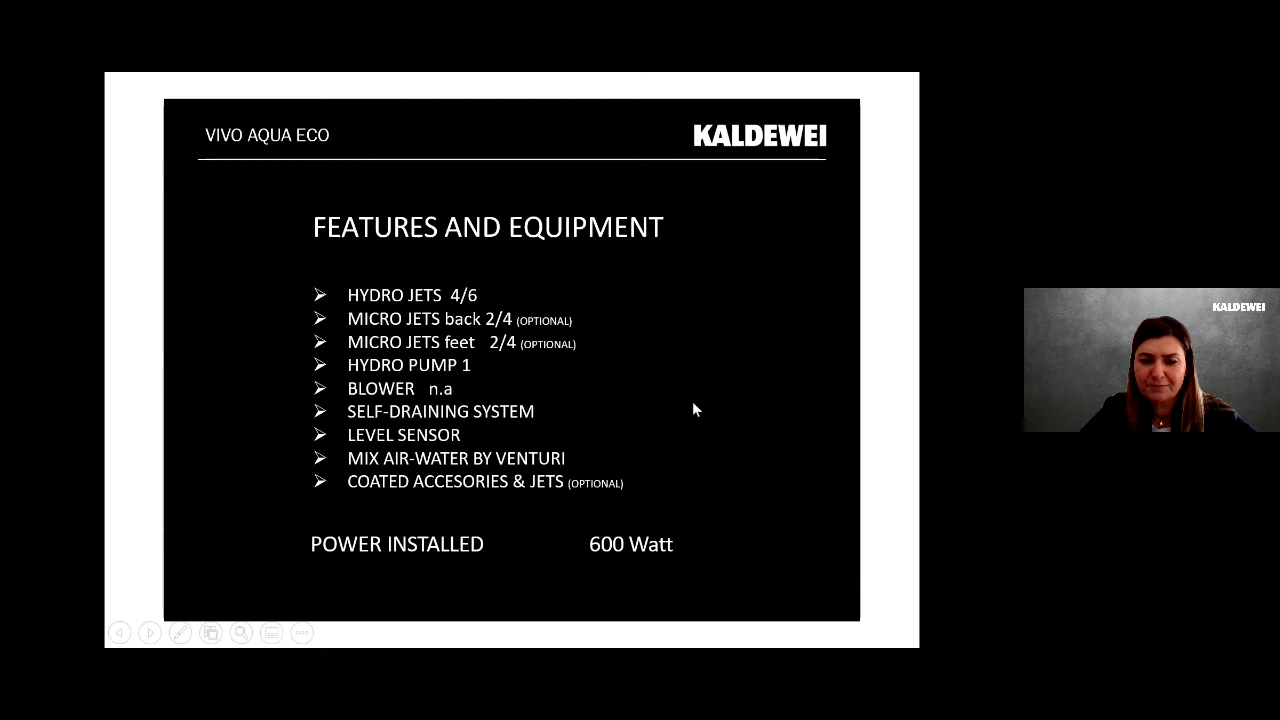 VIVO AQUA ECO
KALDEWEI
FEATURES AND EQUIPMENT
HYDRO JETS 4/6
MICRO JETS back 2/4 (OPTIONAL)
MICRO JETS feet 2/4 (OPTIONAL)
HYDRO PUMP 1
BLOWER n.a
SELF-DRAINING SYSTEM
LEVEL SENSOR
MIX AIR-WATER BY VENTURI
COATED ACCESORIES & JETS (OPTIONAL)
POWER INSTALLED 600 Watt
KALDEWEI